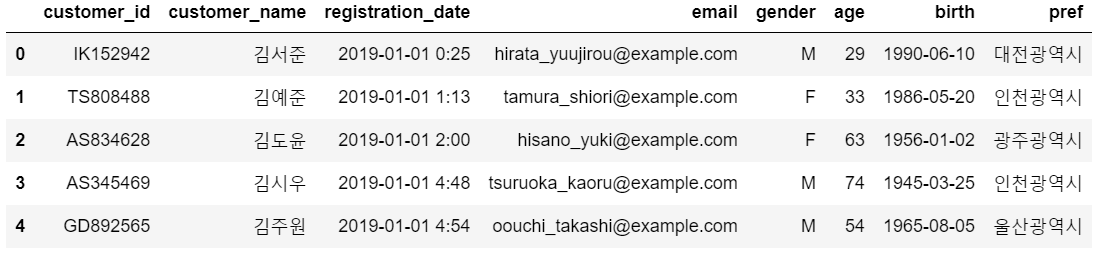 customer_id customer_name registration_date email gender age birth pref
0 IK152942 김서준 2019-01-01 0:25 hirata_yuujirou@example.com M 29 1990-06-10 대전광역시
1 TS808488 김예준 2019-01-01 1:13 tamura_shiori@example.com F 33 1986-05-20 인천광역시
2 AS834628 김도윤 2019-01-01 2:00 hisano_yuki@example.com F 63 1956-01-02 광주광역시
3 AS345469 김시우 2019-01-01 4:48 tsuruoka_kaoru@example.com M 74 1945-03-25 인천광역시
4 GD892565 김주원 2019-01-01 4:54 oouchi_takashi@example.com M 54 1965-08-05 울산광역시